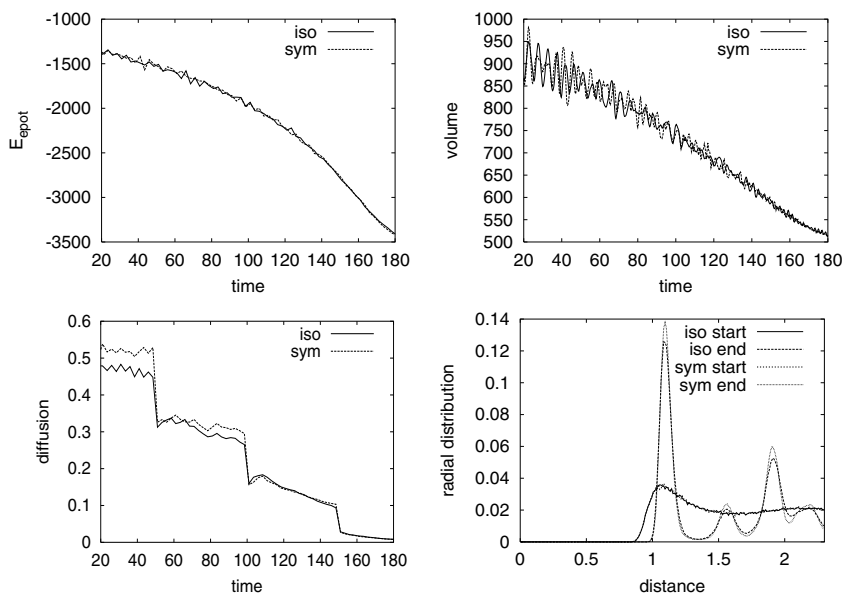 -1000
-1500
-2000
-2500
-3000
-3500
E_epot
20 40 60 80 100 120 140 160 180
time
iso
sym
1000
950
900
850
800
750
700
650
600
550
500
volume
20 40 60 80 100 120 140 160 180
time
iso
sym
0.6
0.5
0.4
0.3
0.2
0.1
0
diffusion
20 40 60 80 100 120 140 160 180
time
iso
sym
0.14
0.12
0.1
0.08
0.06
0.04
0.02
0
radial distribution
0 0.5 1 1.5 2
distance
iso start
iso end
sym start
sym end